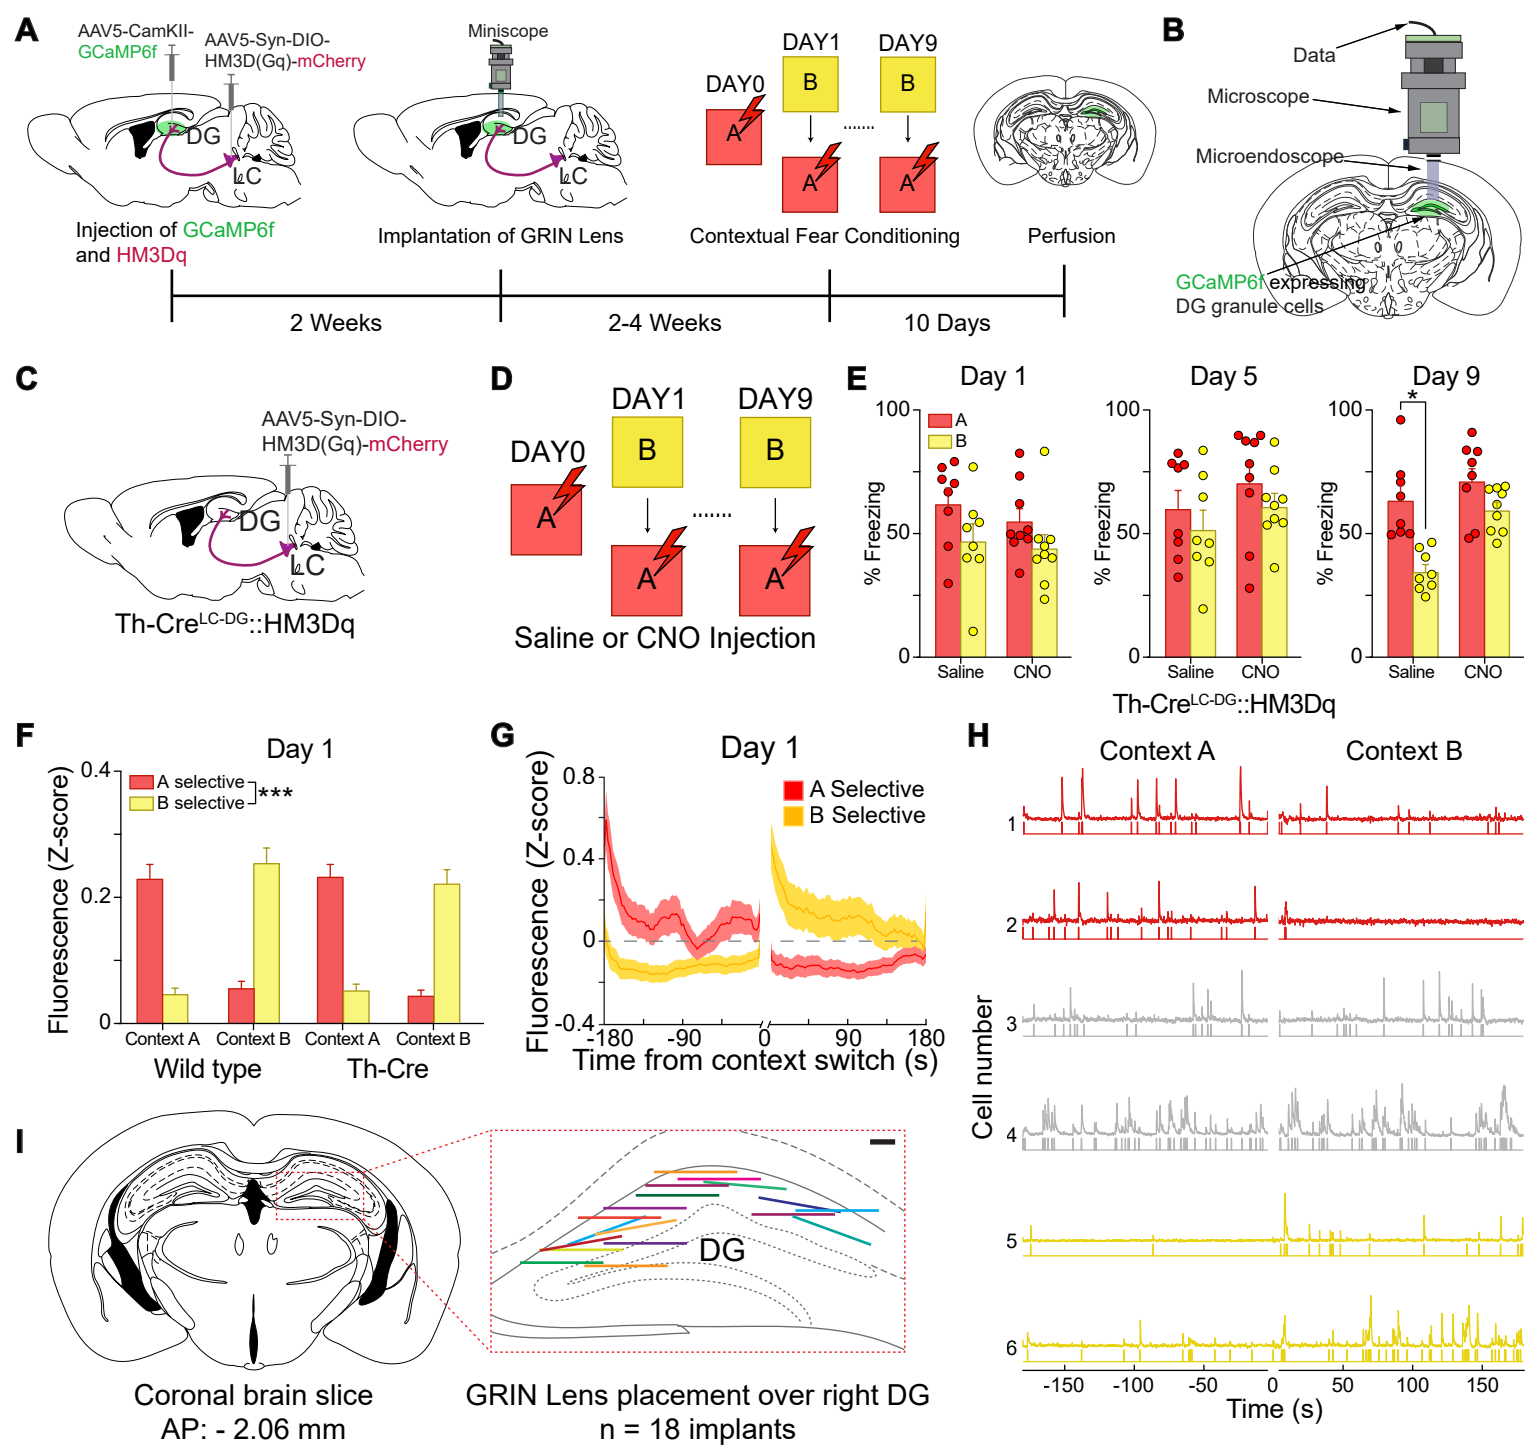 A
AAV5-CamKII-
GCaMP6f
AAV5-Syn-DIO-
HM3D(Gq)-mCherry
DG
LC
Injection of GCaMP6f
and HM3Dq
Miniscope
DG
LC
Implantation of GRIN Lens
DAY0
A
DAY1
B
A
.......
DAY9
B
A
Contextual Fear Conditioning
Perfusion
2 Weeks
2-4 Weeks
10 Days
B
Data
Microscope
Microendoscope
GCaMP6f expressing
DG granule cells
C
AAV5-Syn-DIO-
HM3D(Gq)-mCherry
DG
LC
Th-CreLC-DG::HM3Dq
D
DAY0
A
DAY1
B
A
.......
DAY9
B
A
Saline or CNO Injection
E
Day 1
% Freezing
100
50
0
A
B
Saline
CNO
Day 5
% Freezing
100
50
0
Saline
CNO
Day 9
% Freezing
100
50
0
*
Saline
CNO
Th-CreLC-DG::HM3Dq
F
Day 1
Fluorescence (Z-score)
0.4
0.2
0
A selective
B selective
***
Context A
Context B
Context A
Context B
Wild type
Th-Cre
G
Day 1
Fluorescence (Z-score)
0.8
0.4
0
-0.4
A Selective
B Selective
-180
-90
0
90
180
Time from context switch (s)
H
Context A
Context B
Cell number
1
2
3
4
5
6
-150
-100
-50
0
50
100
150
Time (s)
I
Coronal brain slice
AP: - 2.06 mm
DG
GRIN Lens placement over right DG
n = 18 implants